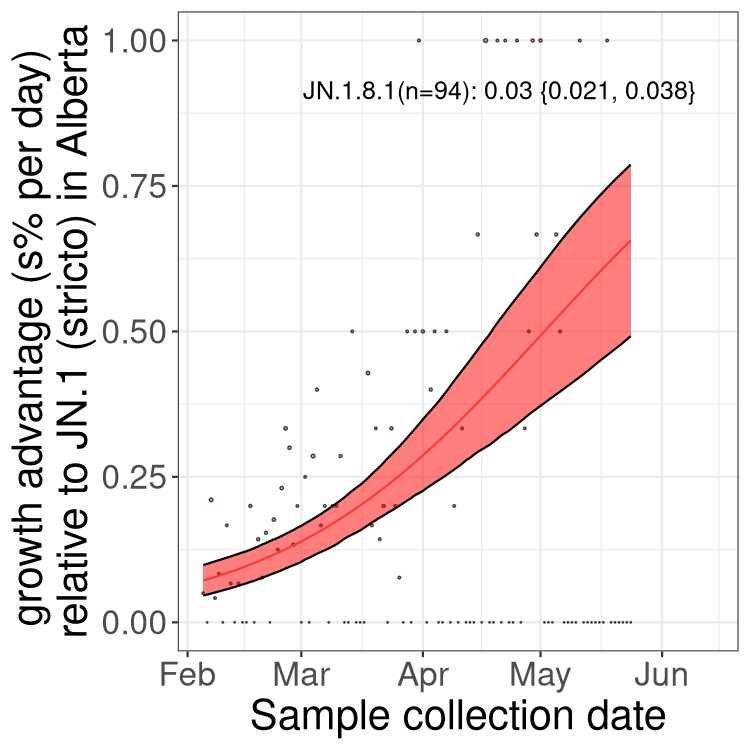 growth advantage (s% per day)
relative to JN.1 (stricto) in Alberta
1.00
0.75
0.50
0.25
0.00
JN.1.8.1(n=94): 0.03 {0.021, 0.038}
Feb Mar Apr May Jun
Sample collection date